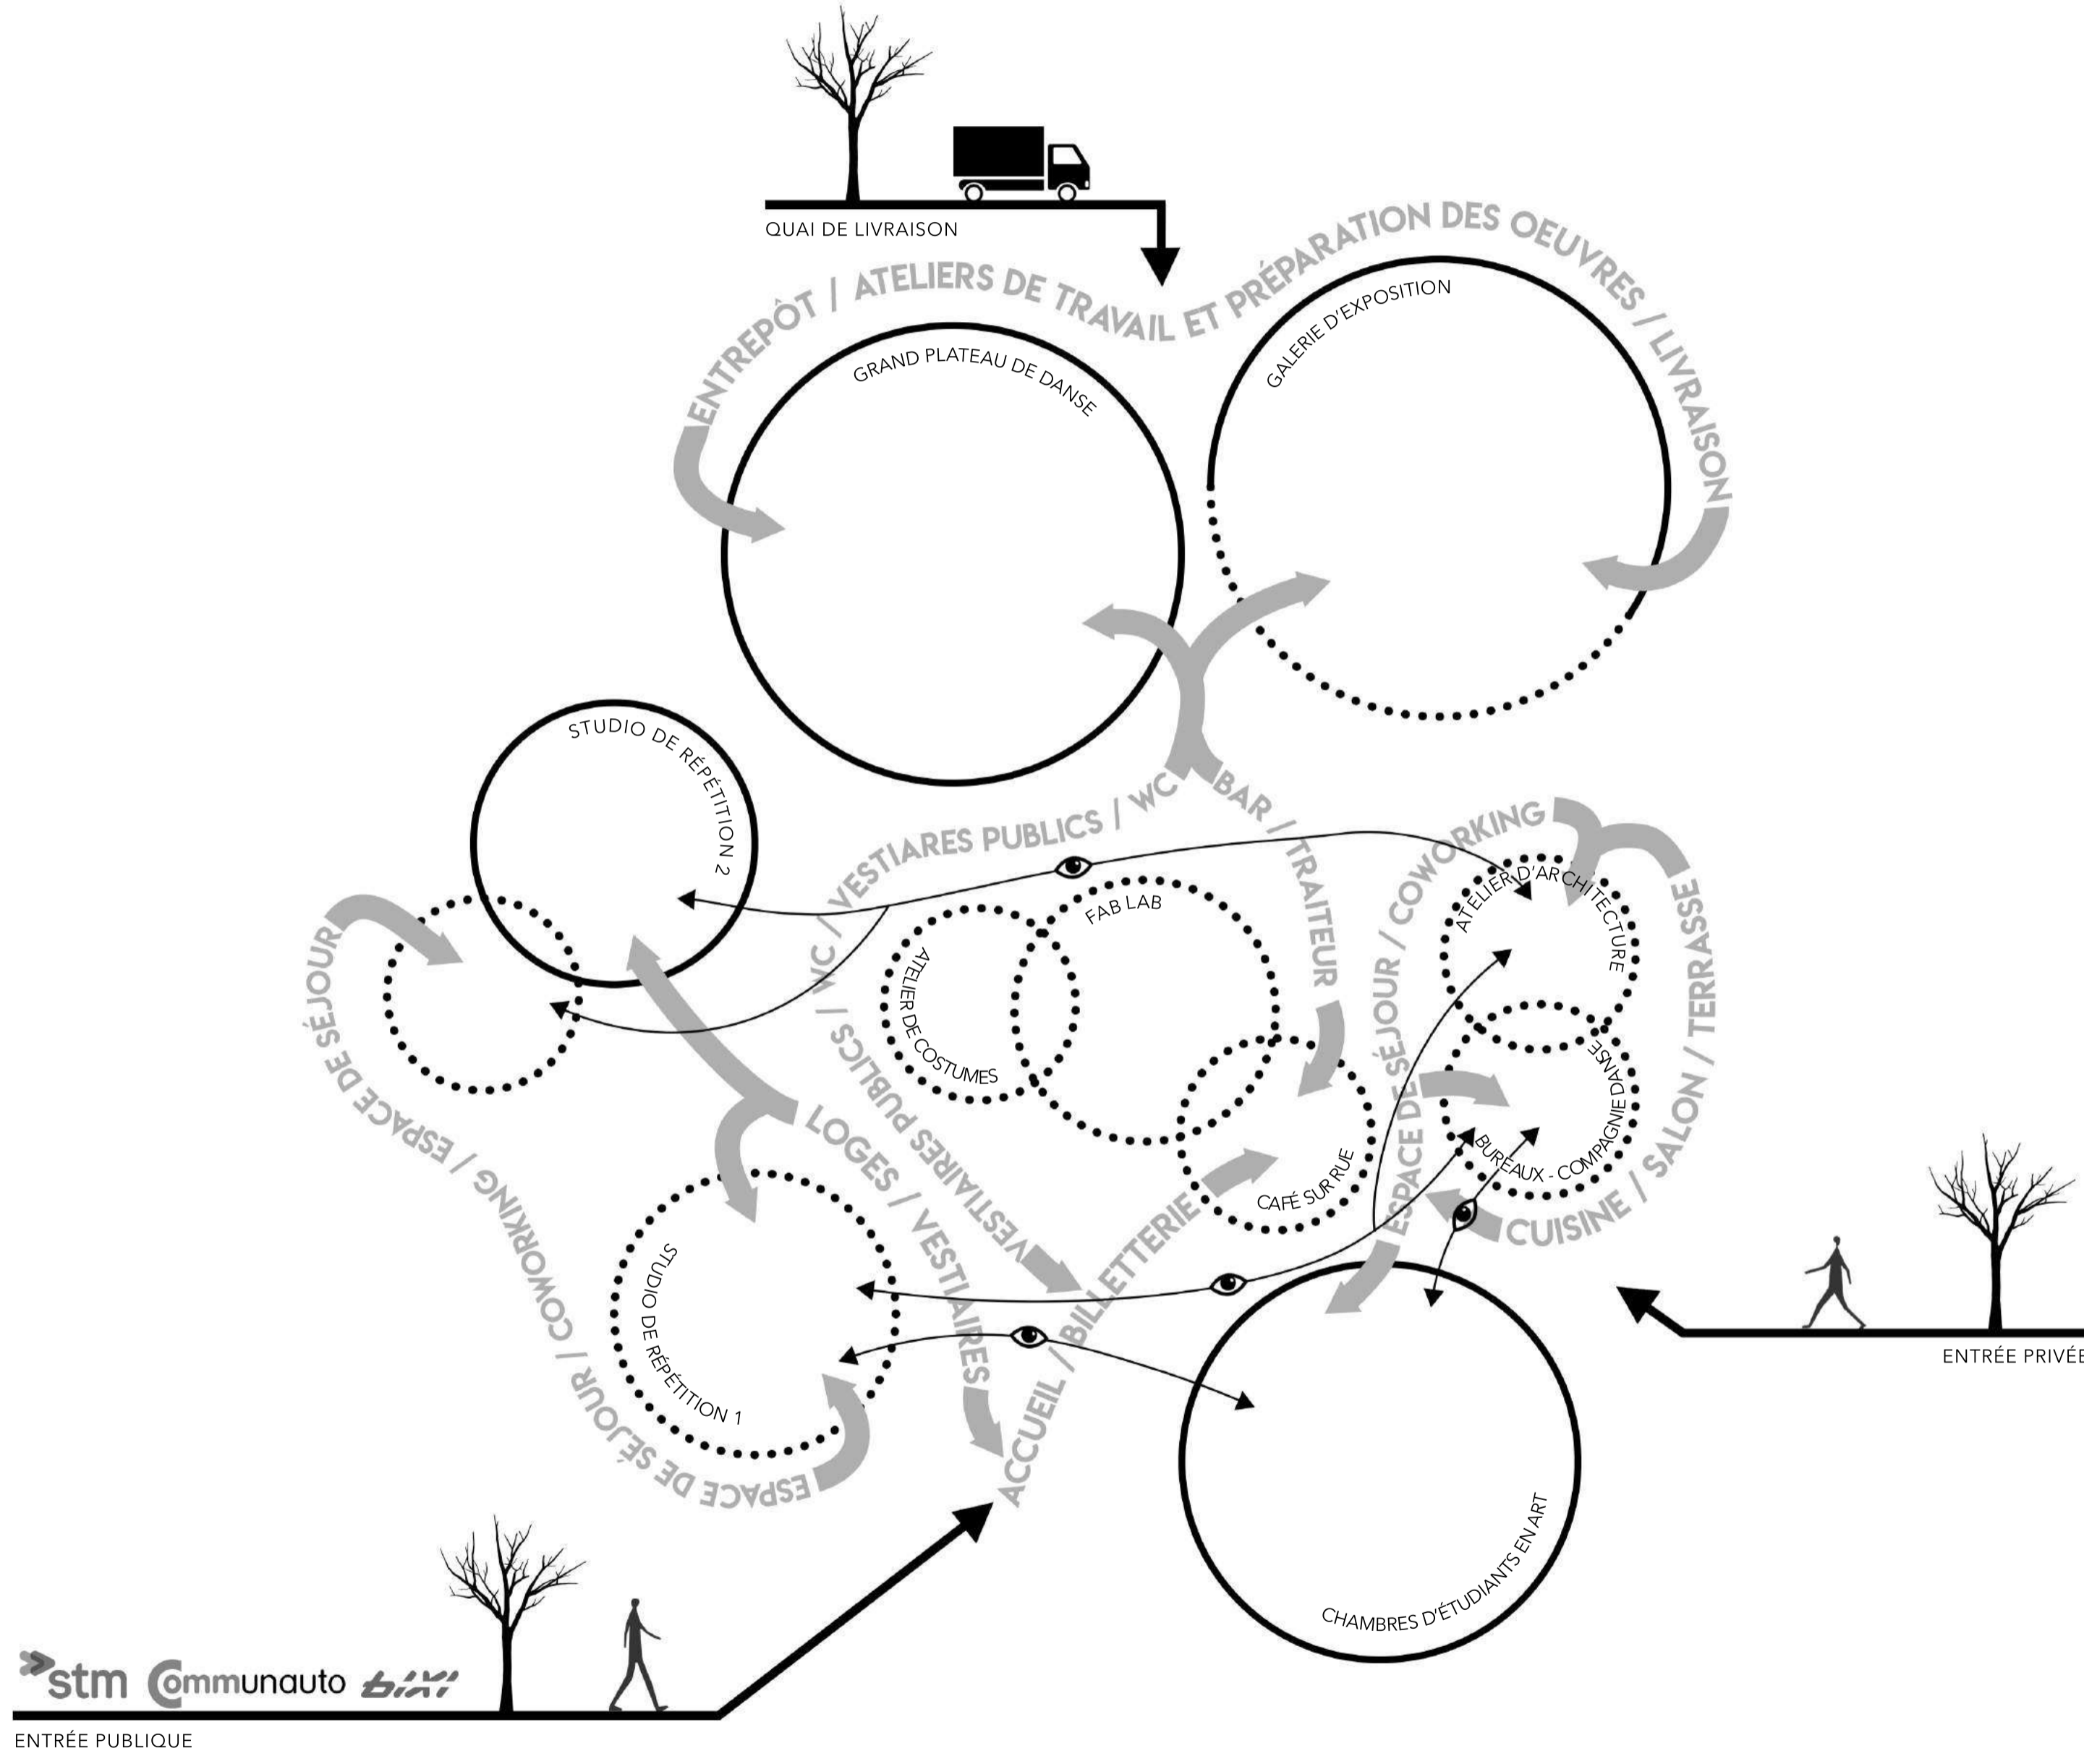 QUAI DE LIVRAISON
ENTREPÔT / ATELIERS DE TRAVAIL ET PRÉPARATION DES OEUVRES / LIVRAISON
GRAND PLATEAU DE DANSE
GALERIE D'EXPOSITION
STUDIO DE RÉPÉTITION 2
VESTIAIRES PUBLICS / WC / VESTIARES PUBLICS / WC
BAR / TRAITEUR
ESPACE DE SÉJOUR / COWORKING
ATELIER D'ARCHITECTURE
FAB LAB
ATELIER DE COSTUMES
CAFÉ SUR RUE
BUREAUX - COMPAGNIE DANSE
CUISINE / SALON / TERRASSE
ESPACE DE SÉJOUR / COWORKING / ESPACE DE SÉJOUR
LOGES / VESTIAIRES
STUDIO DE RÉPÉTITION 1
ACCUEIL / BILLETTERIE
CHAMBRES D'ÉTUDIANTS EN ART
ENTRÉE PRIVÉE
stm Communauto bixi
ENTRÉE PUBLIQUE